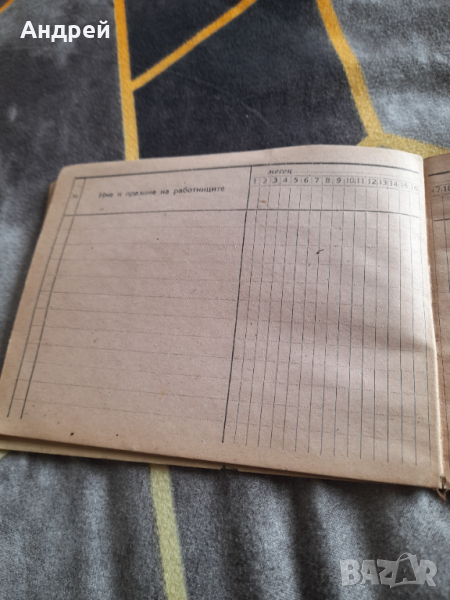 Андрей
месец
№ Име и презиме на работниците
1 2 3 4 5 6 7 8 9 10 11 12 13 14
BAZAR